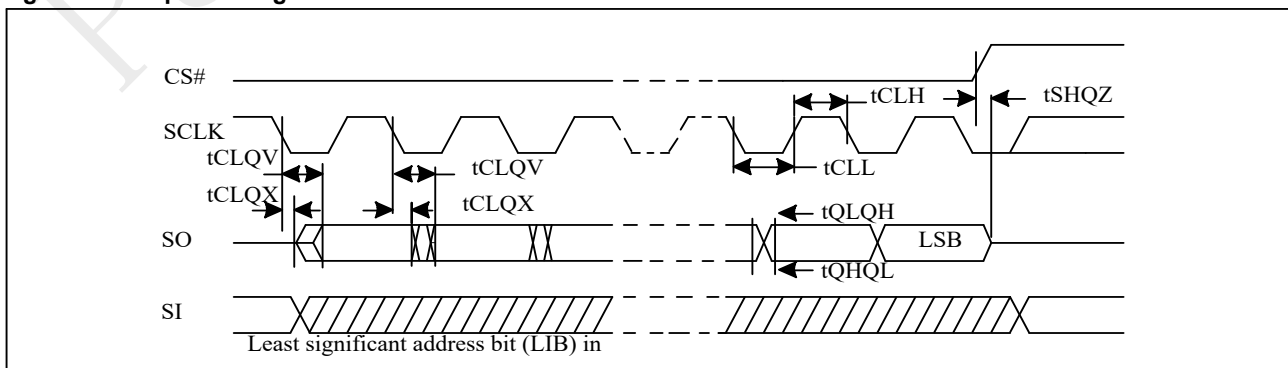 CS#
tCLH
tSHQZ
SCLK
tCLQV
tCLQV
tCLL
tCLQX
tCLQX
tQLQH
SO
LSB
tQHQL
SI
Least significant address bit (LIB) in